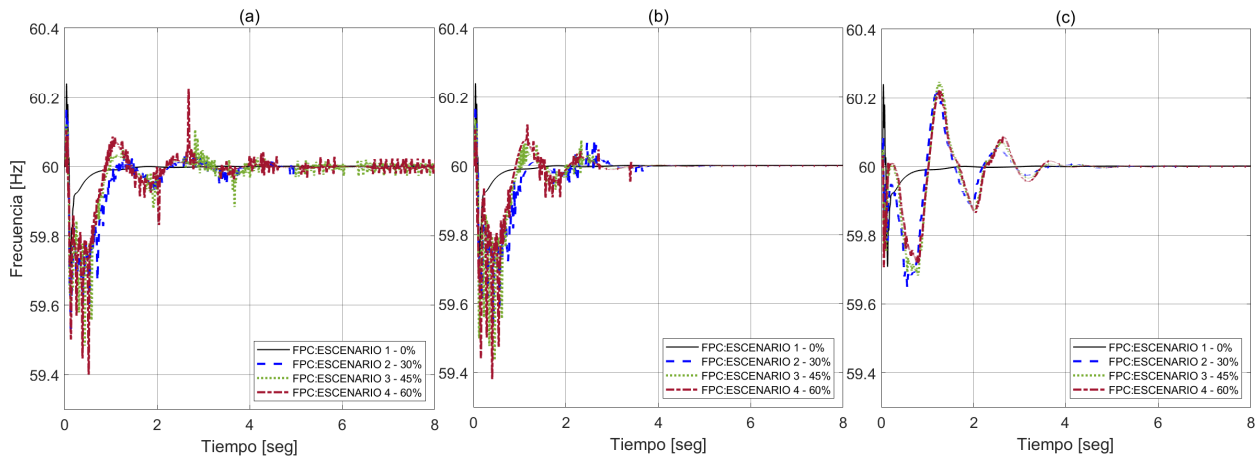 (a)
60.4
60.2
60
59.8
59.6
59.4
Frecuencia [Hz]
0
2
4
6
8
Tiempo [seg]
FPC:ESCENARIO 1 - 0%
FPC:ESCENARIO 2 - 30%
FPC:ESCENARIO 3 - 45%
FPC:ESCENARIO 4 - 60%
(b)
60.4
60.2
60
59.8
59.6
59.4
0
2
4
6
8
Tiempo [seg]
FPC:ESCENARIO 1 - 0%
FPC:ESCENARIO 2 - 30%
FPC:ESCENARIO 3 - 45%
FPC:ESCENARIO 4 - 60%
(c)
60.4
60.2
60
59.8
59.6
59.4
0
2
4
6
8
Tiempo [seg]
FPC:ESCENARIO 1 - 0%
FPC:ESCENARIO 2 - 30%
FPC:ESCENARIO 3 - 45%
FPC:ESCENARIO 4 - 60%